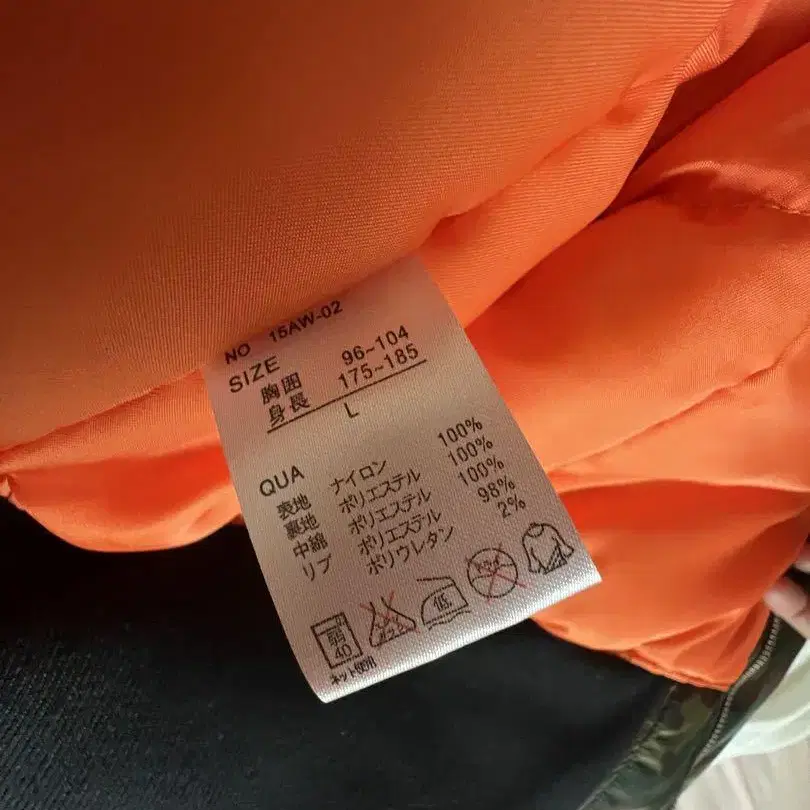 NO 15AW-02
SIZE
胸囲 96~104
身長 175~185
L
QUA
表地 ナイロン 100%
裏地 ポリエステル 100%
中綿 ポリエステル 100%
リブ ポリエステル 98%
ポリウレタン 2%
弱
40
ネット使用
低